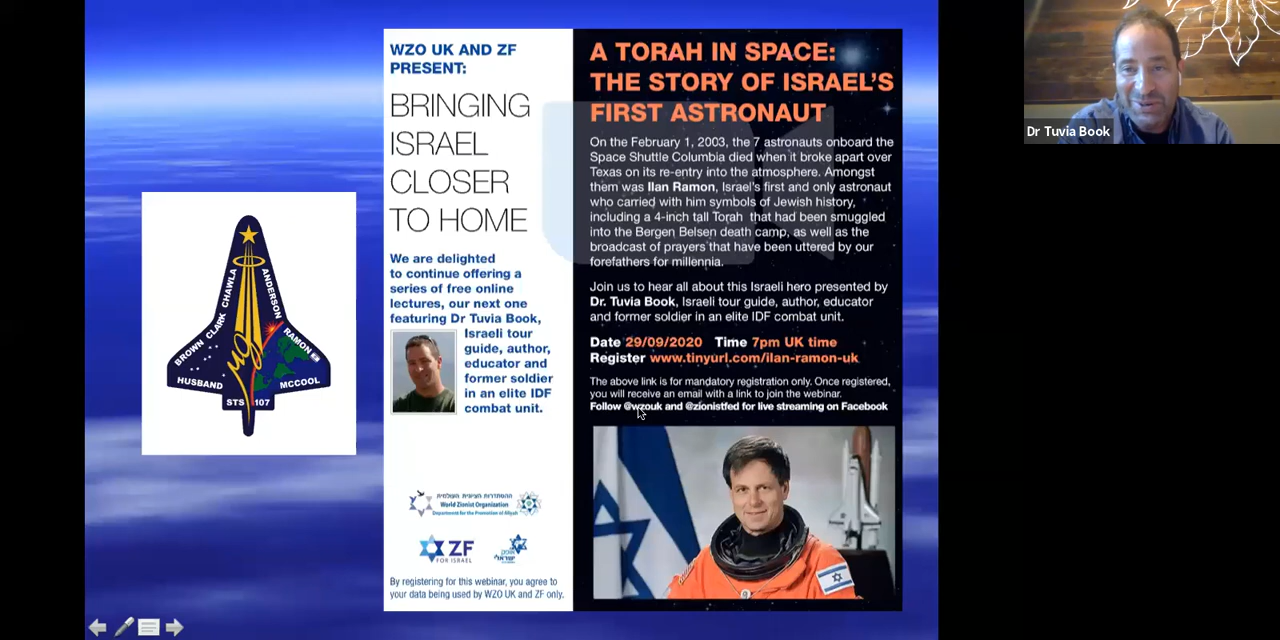 WZO UK AND ZF
PRESENT:
BRINGING
ISRAEL
CLOSER
TO HOME
We are delighted
to continue offering a
series of free online
lectures, our next one
featuring Dr Tuvia Book,
Israeli tour
guide, author,
educator and
former soldier
in an elite IDF
combat unit.
ההסתדרות הציונית העולמית
World Zionist Organization
Department for the Promotion of Aliyah
ZF
FOR ISRAEL
By registering for this webinar, you agree to
your data being used by WZO UK and ZF only.
A TORAH IN SPACE:
THE STORY OF ISRAEL'S
FIRST ASTRONAUT
On the February 1, 2003, the 7 astronauts onboard the
Space Shuttle Columbia died when it broke apart over
Texas on its re-entry into the atmosphere. Amongst
them was Ilan Ramon, Israel's first and only astronaut
who carried with him symbols of Jewish history,
including a 4-inch tall Torah that had been smuggled
into the Bergen Belsen death camp, as well as the
broadcast of prayers that have been uttered by our
forefathers for millennia.
Join us to hear all about this Israeli hero presented by
Dr. Tuvia Book, Israeli tour guide, author, educator
and former soldier in an elite IDF combat unit.
Date 29/09/2020 Time 7pm UK time
Register www.tinyurl.com/ilan-ramon-uk
The above link is for mandatory registration only. Once registered,
you will receive an email with a link to join the webinar.
Follow @wzouk and @zionistfed for live streaming on Facebook
BROWN CLARK CHAWLA
ANDERSON RAMON
HUSBAND
MCCOOL
STS 107
Dr Tuvia Book